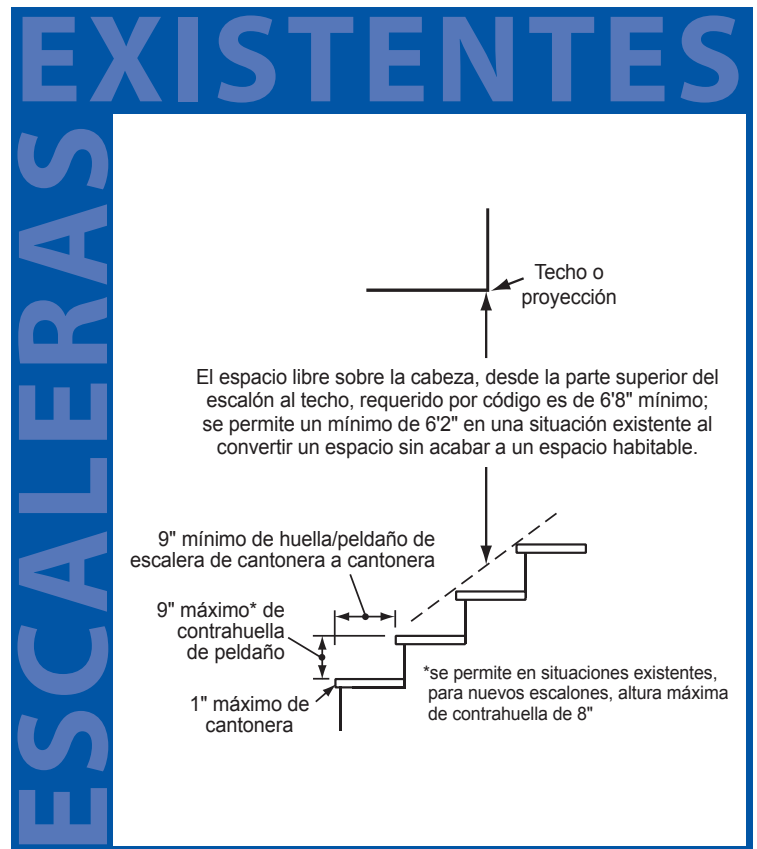 EXISTENTES
ESCALERAS
Techo o
proyección
El espacio libre sobre la cabeza, desde la parte superior del
escalón al techo, requerido por código es de 6'8" mínimo;
se permite un mínimo de 6'2" en una situación existente al
convertir un espacio sin acabar a un espacio habitable.
9" mínimo de huella/peldaño de
escalera de cantonera a cantonera
9" máximo* de
contrahuella
de peldaño
1" máximo de
cantonera
*se permite en situaciones existentes,
para nuevos escalones, altura máxima
de contrahuella de 8"